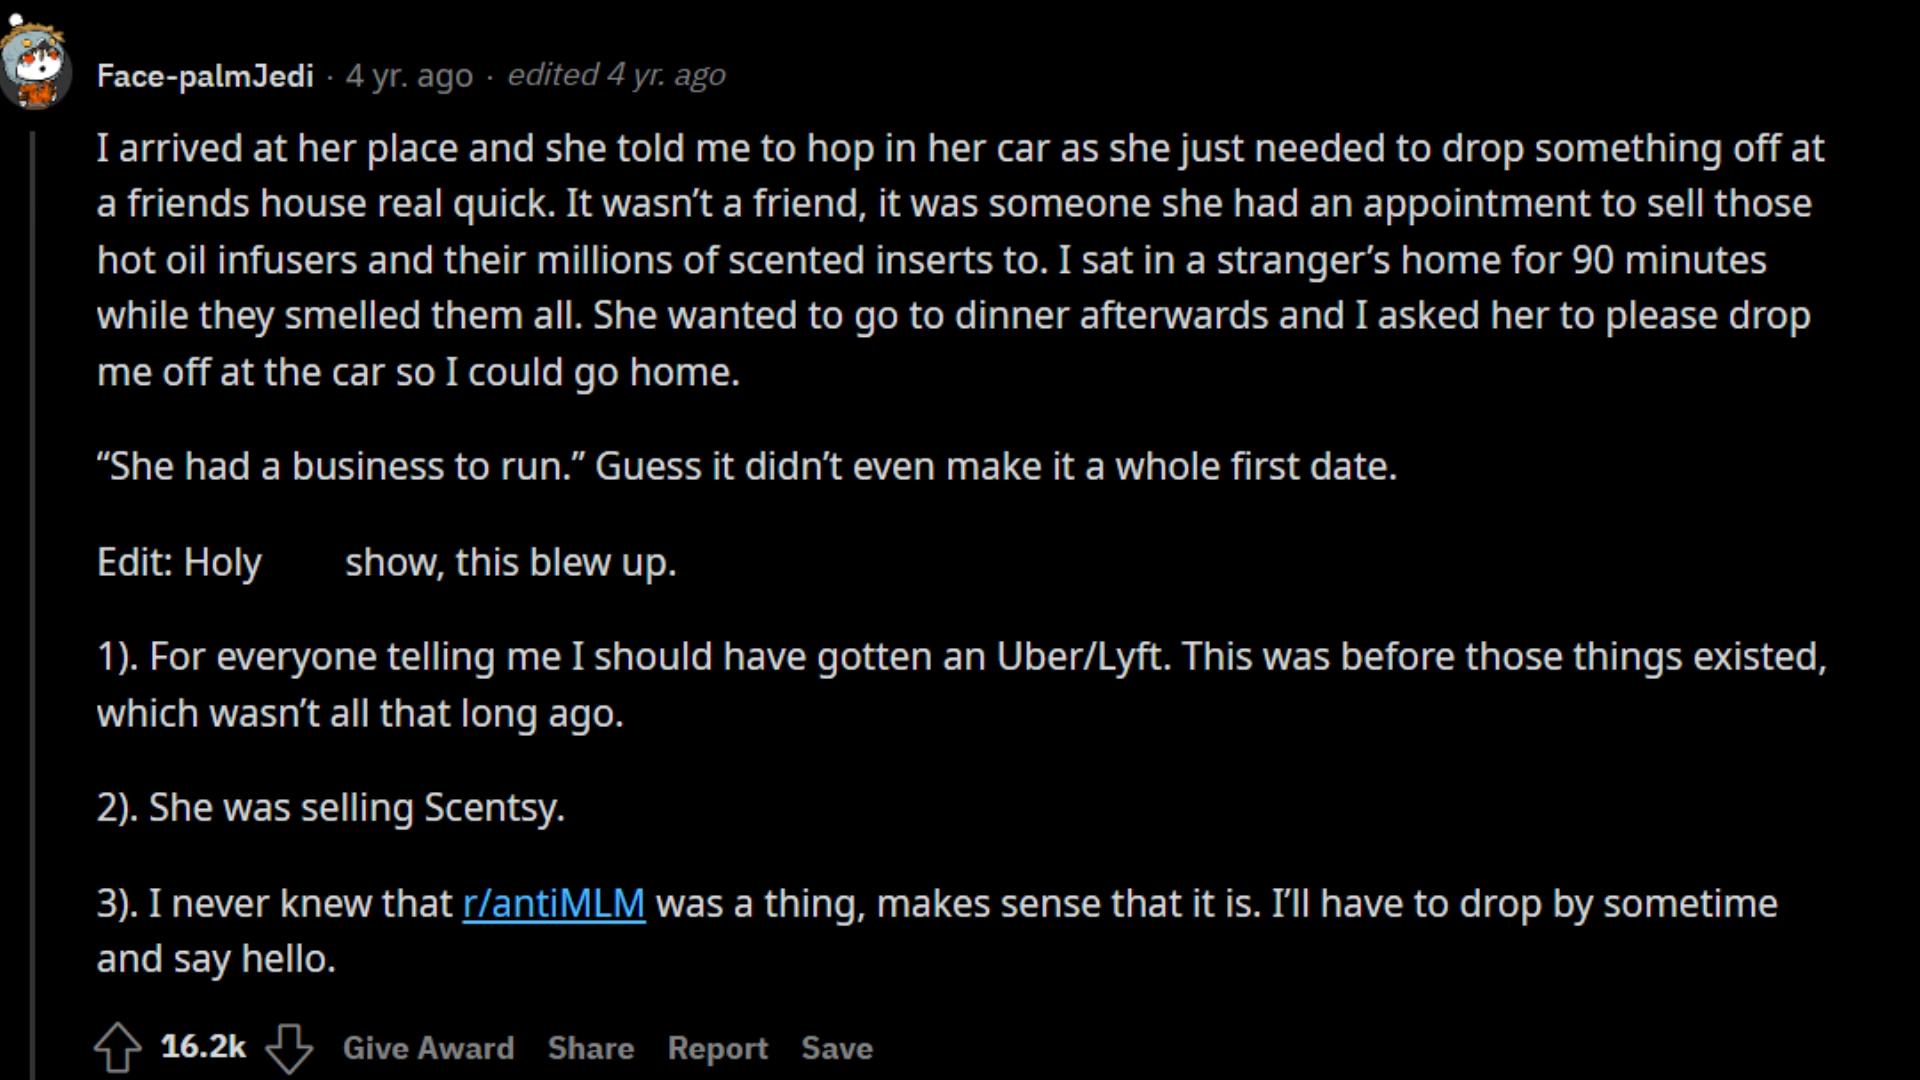 Face-palmJedi · 4 yr. ago · edited 4 yr. ago
I arrived at her place and she told me to hop in her car as she just needed to drop something off at
a friends house real quick. It wasn’t a friend, it was someone she had an appointment to sell those
hot oil infusers and their millions of scented inserts to. I sat in a stranger’s home for 90 minutes
while they smelled them all. She wanted to go to dinner afterwards and I asked her to please drop
me off at the car so I could go home.
“She had a business to run.” Guess it didn’t even make it a whole first date.
Edit: Holy show, this blew up.
1). For everyone telling me I should have gotten an Uber/Lyft. This was before those things existed,
which wasn’t all that long ago.
2). She was selling Scentsy.
3). I never knew that r/antiMLM was a thing, makes sense that it is. I’ll have to drop by sometime
and say hello.
16.2k Give Award Share Report Save